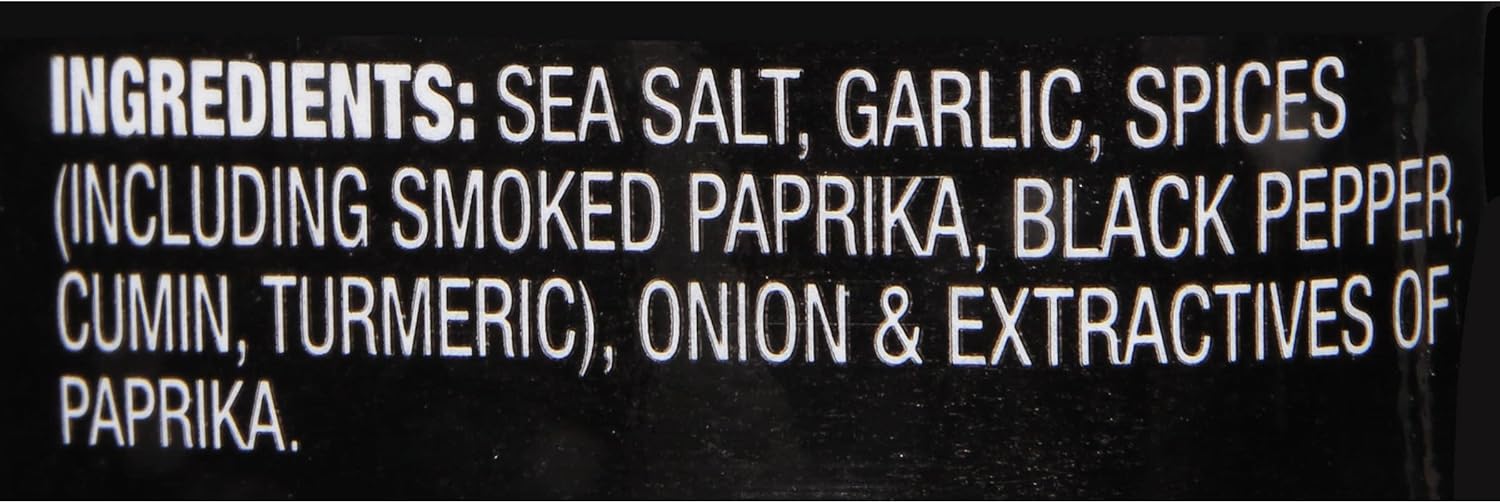 INGREDIENTS: SEA SALT, GARLIC, SPICES
(INCLUDING SMOKED PAPRIKA, BLACK PEPPER,
CUMIN, TURMERIC), ONION & EXTRACTIVES OF
PAPRIKA.